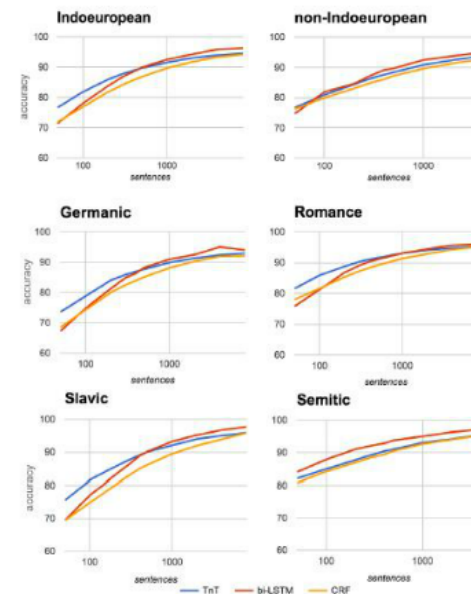 Indoeuropean
non-Indoeuropean
accuracy
100
90
80
70
60
100
1000
sentences
100
90
80
70
60
100
1000
sentences
Germanic
Romance
accuracy
100
90
80
70
60
100
1000
sentences
100
90
80
70
60
100
1000
sentences
Slavic
Semitic
accuracy
100
90
80
70
60
100
1000
sentences
100
90
80
70
60
100
1000
sentences
TnT bi-LSTM CRF